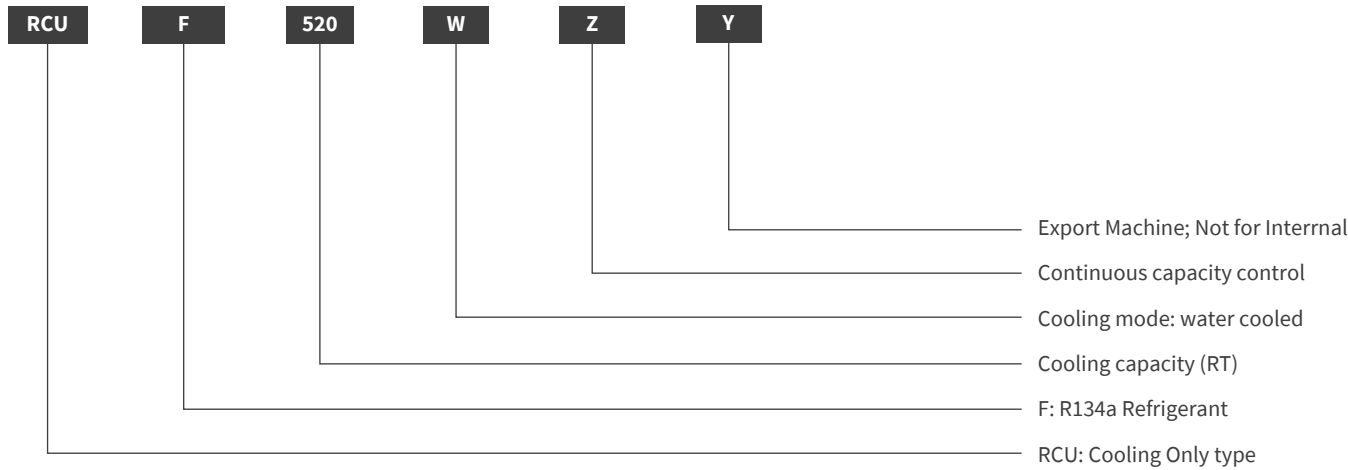 RCU F 520 W Z Y
Export Machine; Not for Interrnal
Continuous capacity control
Cooling mode: water cooled
Cooling capacity (RT)
F: R134a Refrigerant
RCU: Cooling Only type